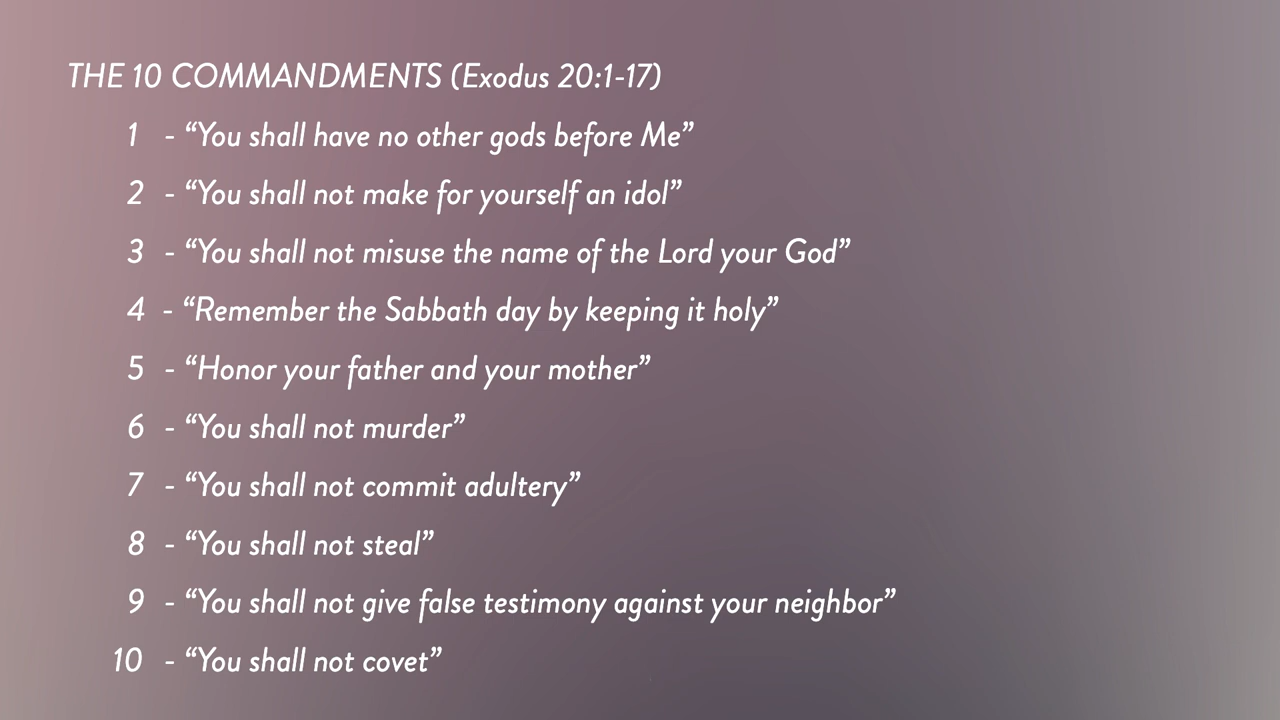 THE 10 COMMANDMENTS (Exodus 20:1-17)
1 - “You shall have no other gods before Me”
2 - “You shall not make for yourself an idol”
3 - “You shall not misuse the name of the Lord your God”
4 - “Remember the Sabbath day by keeping it holy”
5 - “Honor your father and your mother”
6 - “You shall not murder”
7 - “You shall not commit adultery”
8 - “You shall not steal”
9 - “You shall not give false testimony against your neighbor”
10 - “You shall not covet”